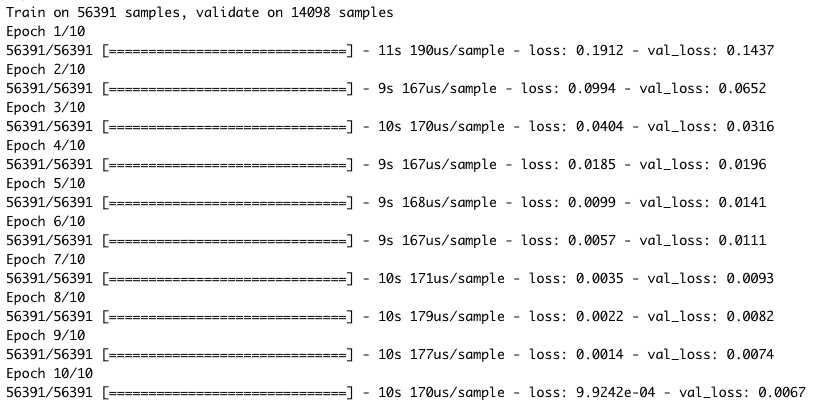 Train on 56391 samples, validate on 14098 samples
Epoch 1/10
56391/56391 [==============================] - 11s 190us/sample - loss: 0.1912 - val_loss: 0.1437
Epoch 2/10
56391/56391 [==============================] - 9s 167us/sample - loss: 0.0994 - val_loss: 0.0652
Epoch 3/10
56391/56391 [==============================] - 10s 170us/sample - loss: 0.0404 - val_loss: 0.0316
Epoch 4/10
56391/56391 [==============================] - 9s 167us/sample - loss: 0.0185 - val_loss: 0.0196
Epoch 5/10
56391/56391 [==============================] - 9s 168us/sample - loss: 0.0099 - val_loss: 0.0141
Epoch 6/10
56391/56391 [==============================] - 9s 167us/sample - loss: 0.0057 - val_loss: 0.0111
Epoch 7/10
56391/56391 [==============================] - 10s 171us/sample - loss: 0.0035 - val_loss: 0.0093
Epoch 8/10
56391/56391 [==============================] - 10s 179us/sample - loss: 0.0022 - val_loss: 0.0082
Epoch 9/10
56391/56391 [==============================] - 10s 177us/sample - loss: 0.0014 - val_loss: 0.0074
Epoch 10/10
56391/56391 [==============================] - 10s 170us/sample - loss: 9.9242e-04 - val_loss: 0.0067